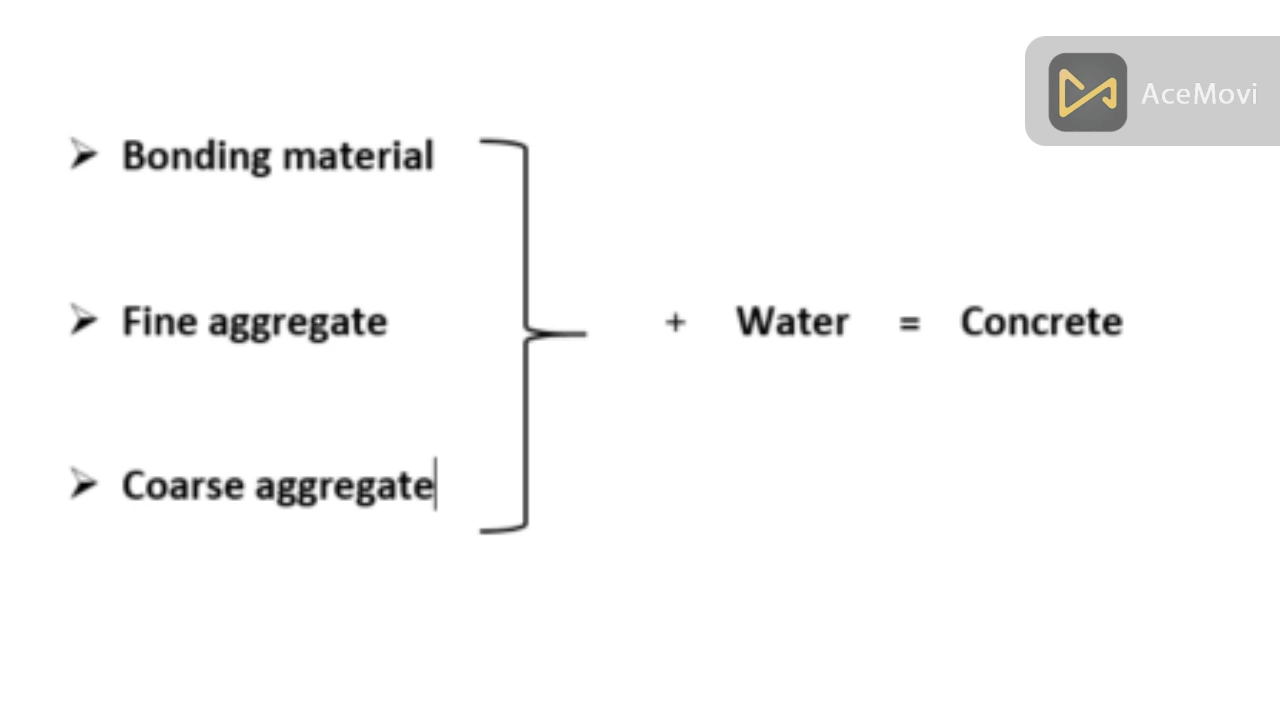 AceMovi
➢ Bonding material
➢ Fine aggregate
+ Water = Concrete
➢ Coarse aggregate